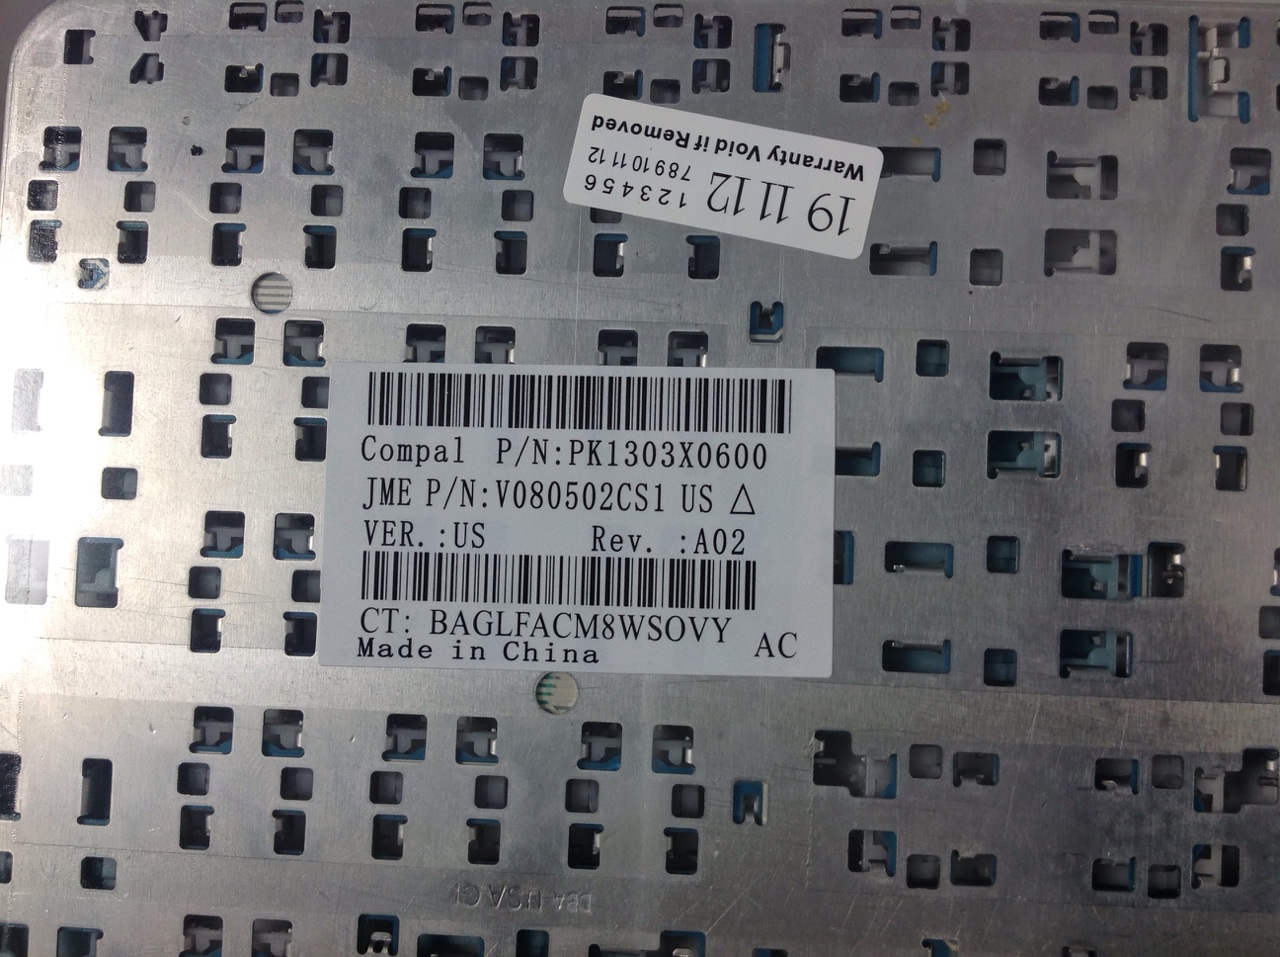 Warranty Void if Removed
1 2 3 4 5 6
7 8 9 10 11 12
19 11 12
Compal P/N:PK1303X0600
JME P/N:V080502CS1 US △
VER. :US Rev. :A02
CT: BAGLFACM8WSOVY AC
Made in China